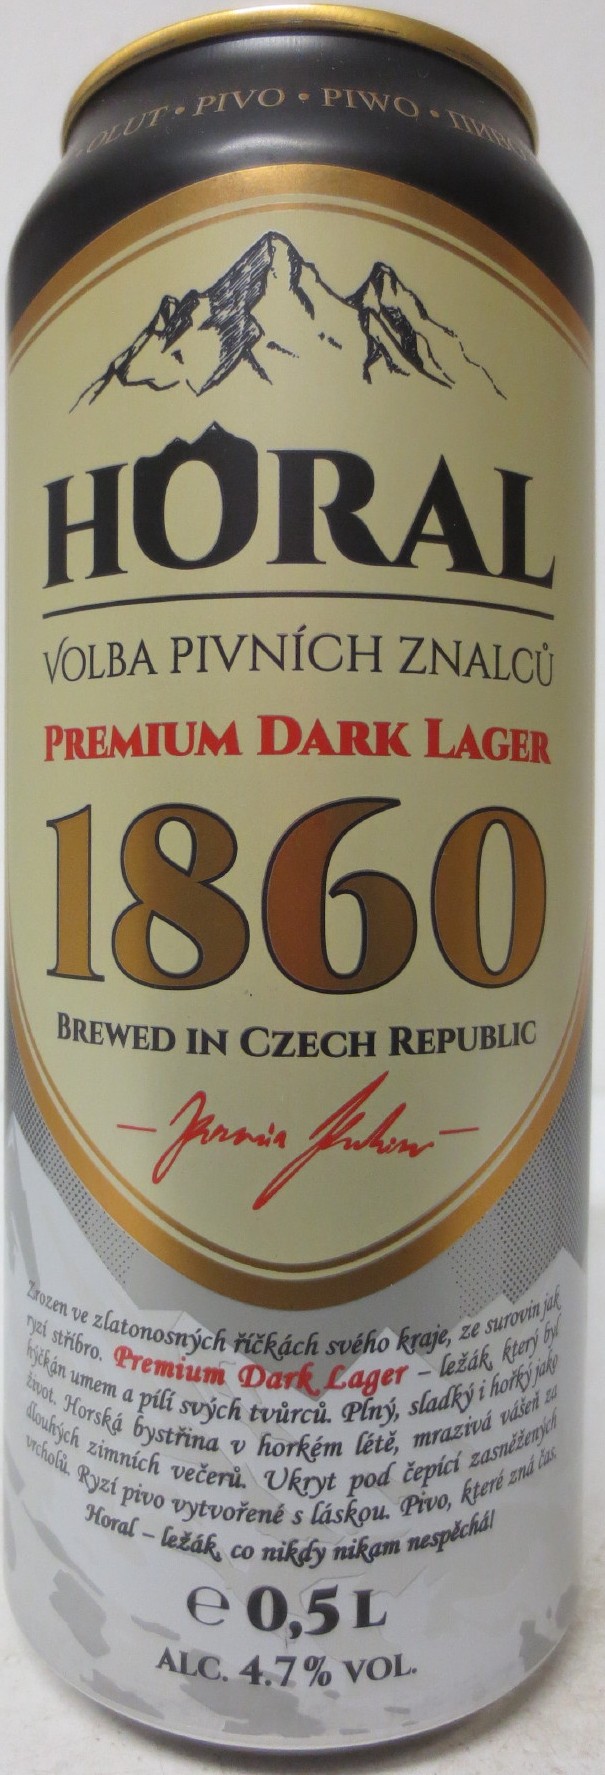 OLUT • PIVO • PIWO • ПИВО
HORAL
VOLBA PIVNÍCH ZNALCŮ
PREMIUM DARK LAGER
1860
BREWED IN CZECH REPUBLIC
Zrozen ve zlatonosných říčkách svého kraje, ze surovin jak
ryzí stříbro. Premium Dark Lager – ležák, který byl
hýčkán umem a pílí svých tvůrců. Plný, sladký i hořký jako
život. Horská bystřina v horkém létě, mrazivá vášeň za
dlouhých zimních večerů. Ukryt pod čepicí zasněžených
vrcholů. Ryzí pivo vytvořené s láskou. Pivo, které zná čas.
Horal – ležák, co nikdy nikam nespěchá!
℮ 0,5 L
ALC. 4.7% VOL.